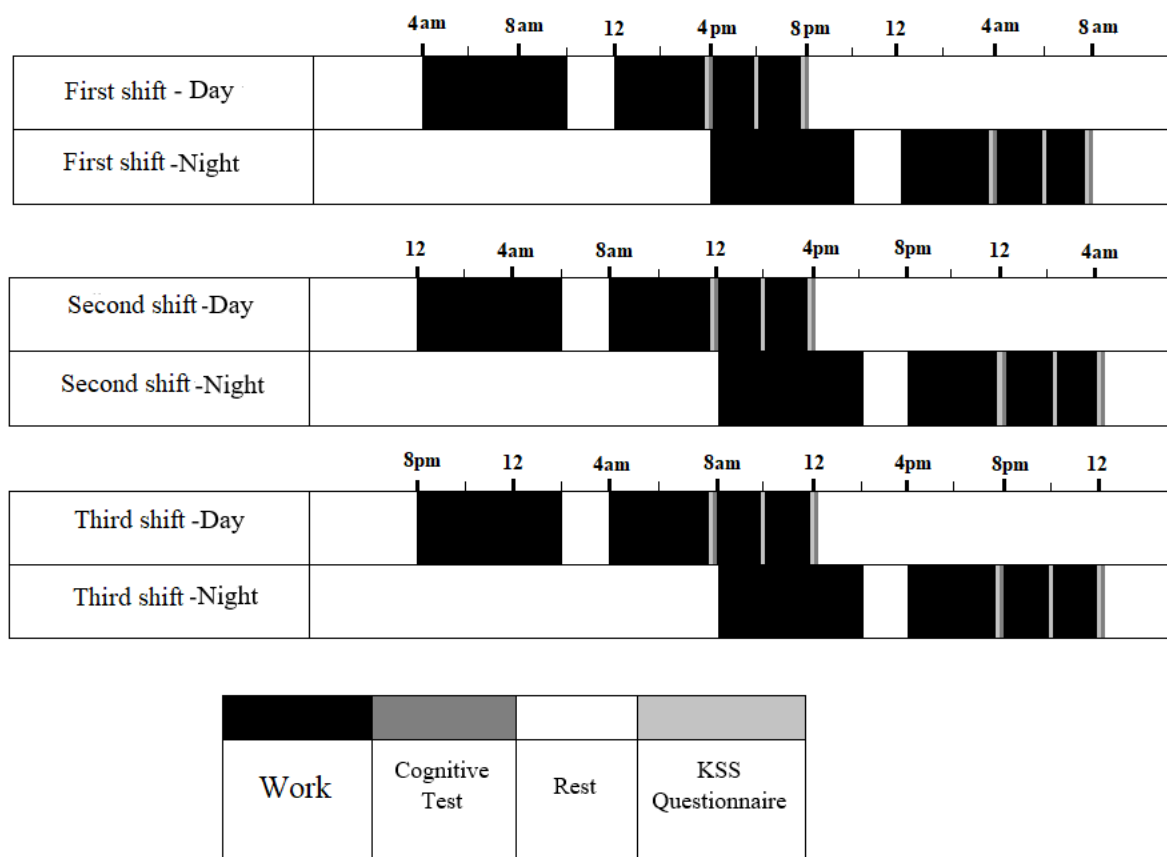 4am 8am 12 4pm 8pm 12 4am 8am
First shift - Day
First shift -Night
12 4am 8am 12 4pm 8pm 12 4am
Second shift -Day
Second shift -Night
8pm 12 4am 8am 12 4pm 8pm 12
Third shift -Day
Third shift -Night
Work
Cognitive
Test
Rest
KSS
Questionnaire